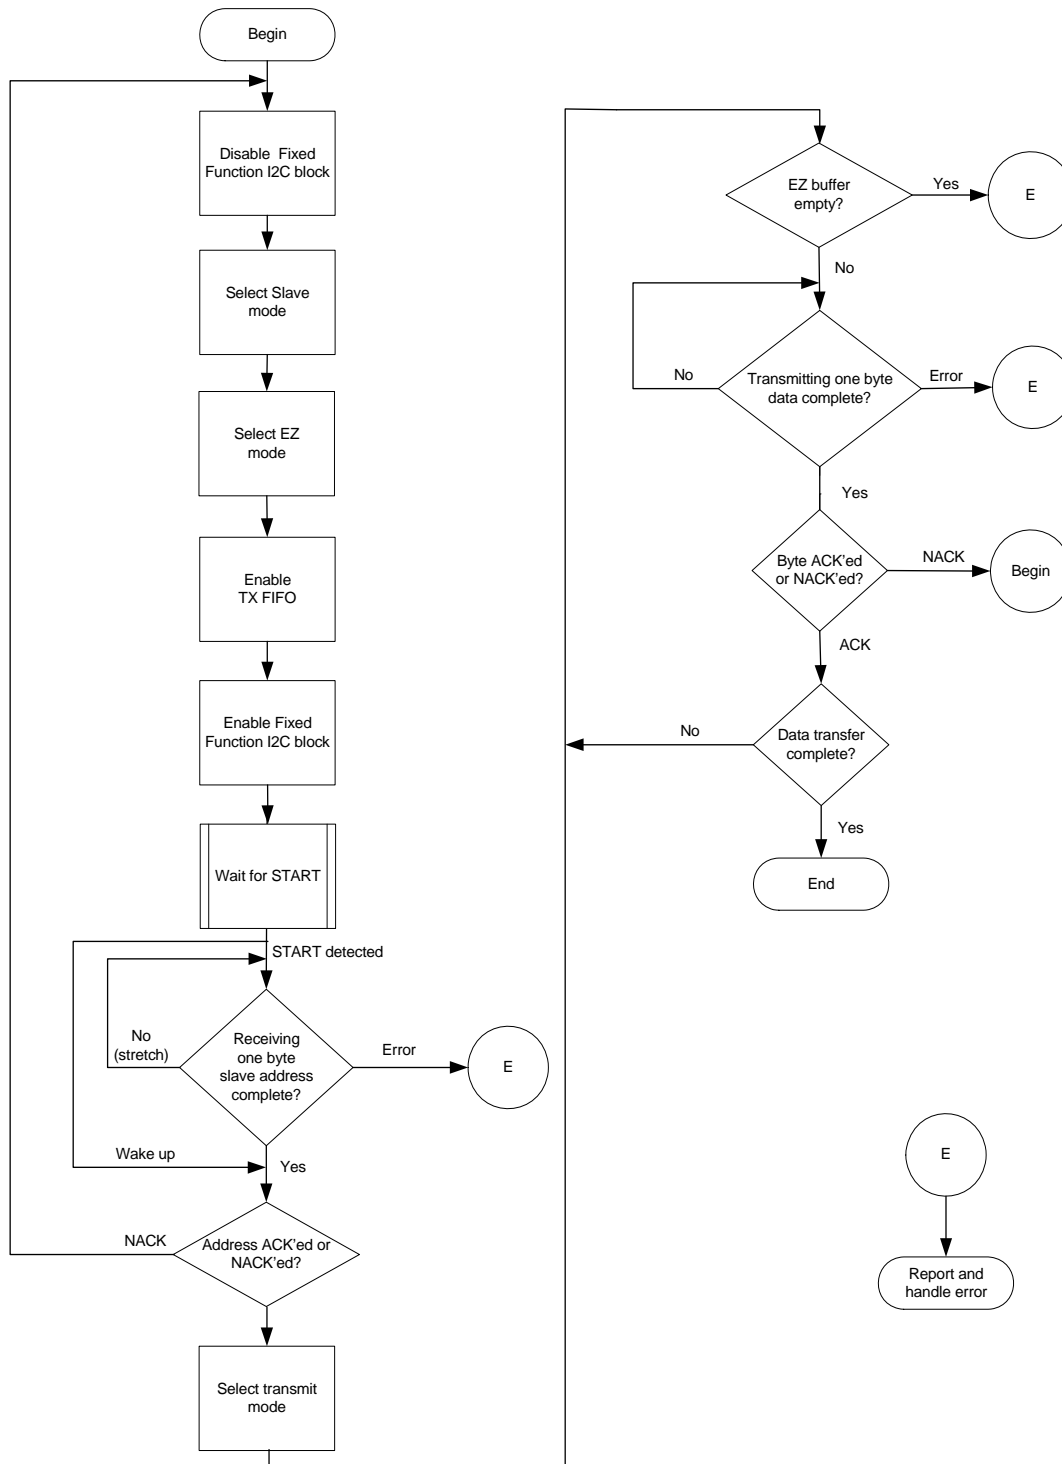 Begin
Disable Fixed
Function I2C block
Select Slave
mode
Select EZ
mode
Enable
TX FIFO
Enable Fixed
Function I2C block
Wait for START
START detected
No
(stretch)
Receiving
one byte
slave address
complete?
Error
E
Wake up
Yes
NACK
Address ACK'ed or
NACK'ed?
Select transmit
mode
EZ buffer
empty?
Yes
E
No
No
Transmitting one byte
data complete?
Error
E
Yes
Byte ACK'ed
or NACK'ed?
NACK
Begin
ACK
No
Data transfer
complete?
Yes
End
E
Report and
handle error